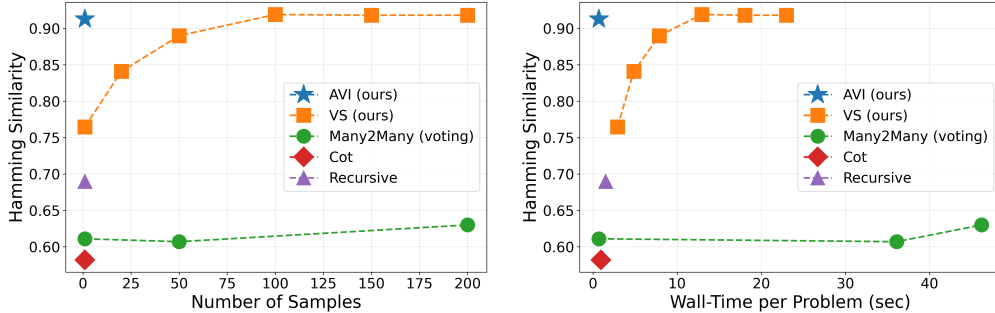 Hamming Similarity
0.90
0.85
0.80
0.75
0.70
0.65
0.60
AVI (ours)
VS (ours)
Many2Many (voting)
Cot
Recursive
0 25 50 75 100 125 150 175 200
Number of Samples
Hamming Similarity
0.90
0.85
0.80
0.75
0.70
0.65
0.60
AVI (ours)
VS (ours)
Many2Many (voting)
Cot
Recursive
0 10 20 30 40
Wall-Time per Problem (sec)